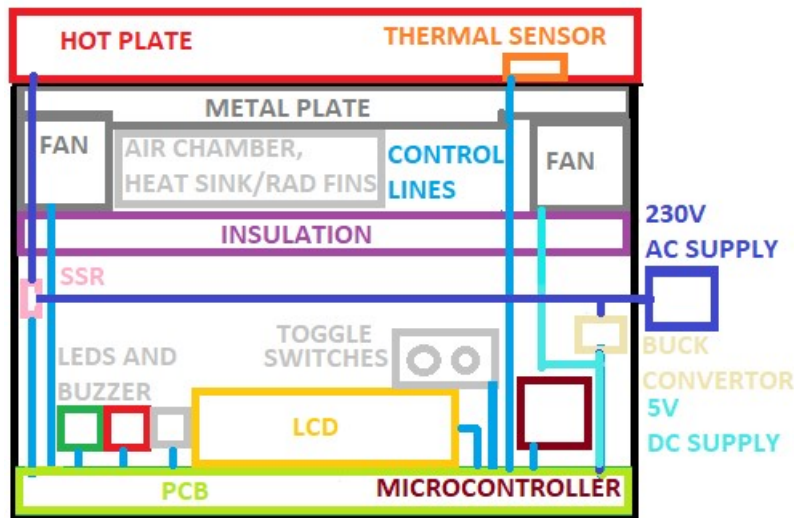 HOT PLATE
THERMAL SENSOR
METAL PLATE
FAN
AIR CHAMBER,
HEAT SINK/RAD FINS
CONTROL
LINES
FAN
INSULATION
230V
AC SUPPLY
SSR
TOGGLE
SWITCHES
BUCK
CONVERTOR
LEDS AND
BUZZER
LCD
5V
DC SUPPLY
PCB
MICROCONTROLLER